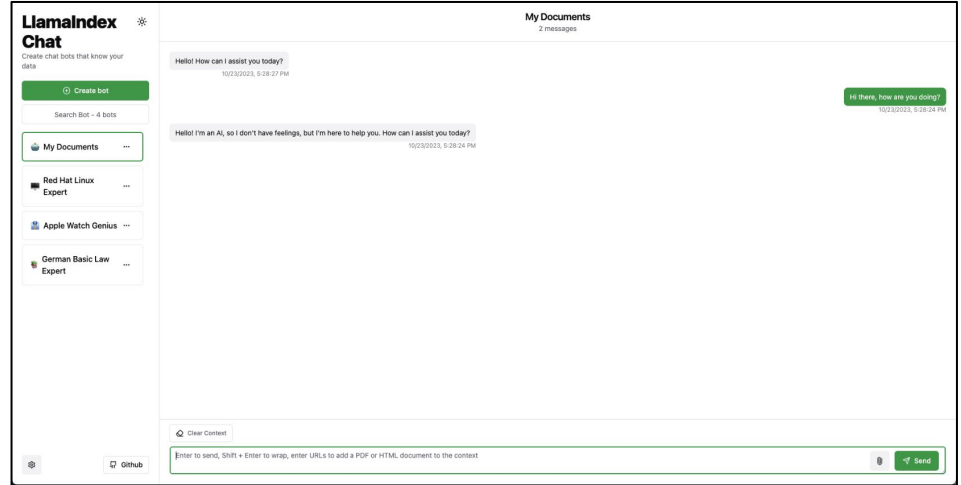 LlamaIndex
Chat
Create chat bots that know your
data
Create bot
Search Bot - 4 bots
My Documents
Red Hat Linux
Expert
Apple Watch Genius
German Basic Law
Expert
Github
My Documents
2 messages
Hello! How can I assist you today?
10/23/2023, 5:28:27 PM
Hi there, how are you doing?
10/23/2023, 5:28:24 PM
Hello! I'm an AI, so I don't have feelings, but I'm here to help you. How can I assist you today?
10/23/2023, 5:28:24 PM
Clear Context
Enter to send, Shift + Enter to wrap, enter URLs to add a PDF or HTML document to the context
Send